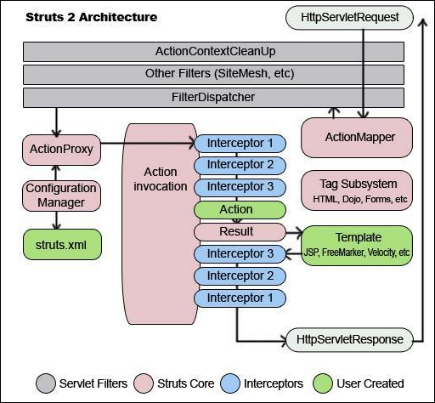 Struts 2 Architecture
HttpServletRequest
ActionContextCleanUp
Other Filters (SiteMesh, etc)
FilterDispatcher
ActionProxy
Configuration
Manager
struts.xml
Action
invocation
Interceptor 1
Interceptor 2
Interceptor 3
Action
Result
Interceptor 3
Interceptor 2
Interceptor 1
ActionMapper
Tag Subsystem
HTML, Dojo, Forms, etc
Template
JSP, FreeMarker, Velocity, etc
HttpServletResponse
Servlet Filters
Struts Core
Interceptors
User Created